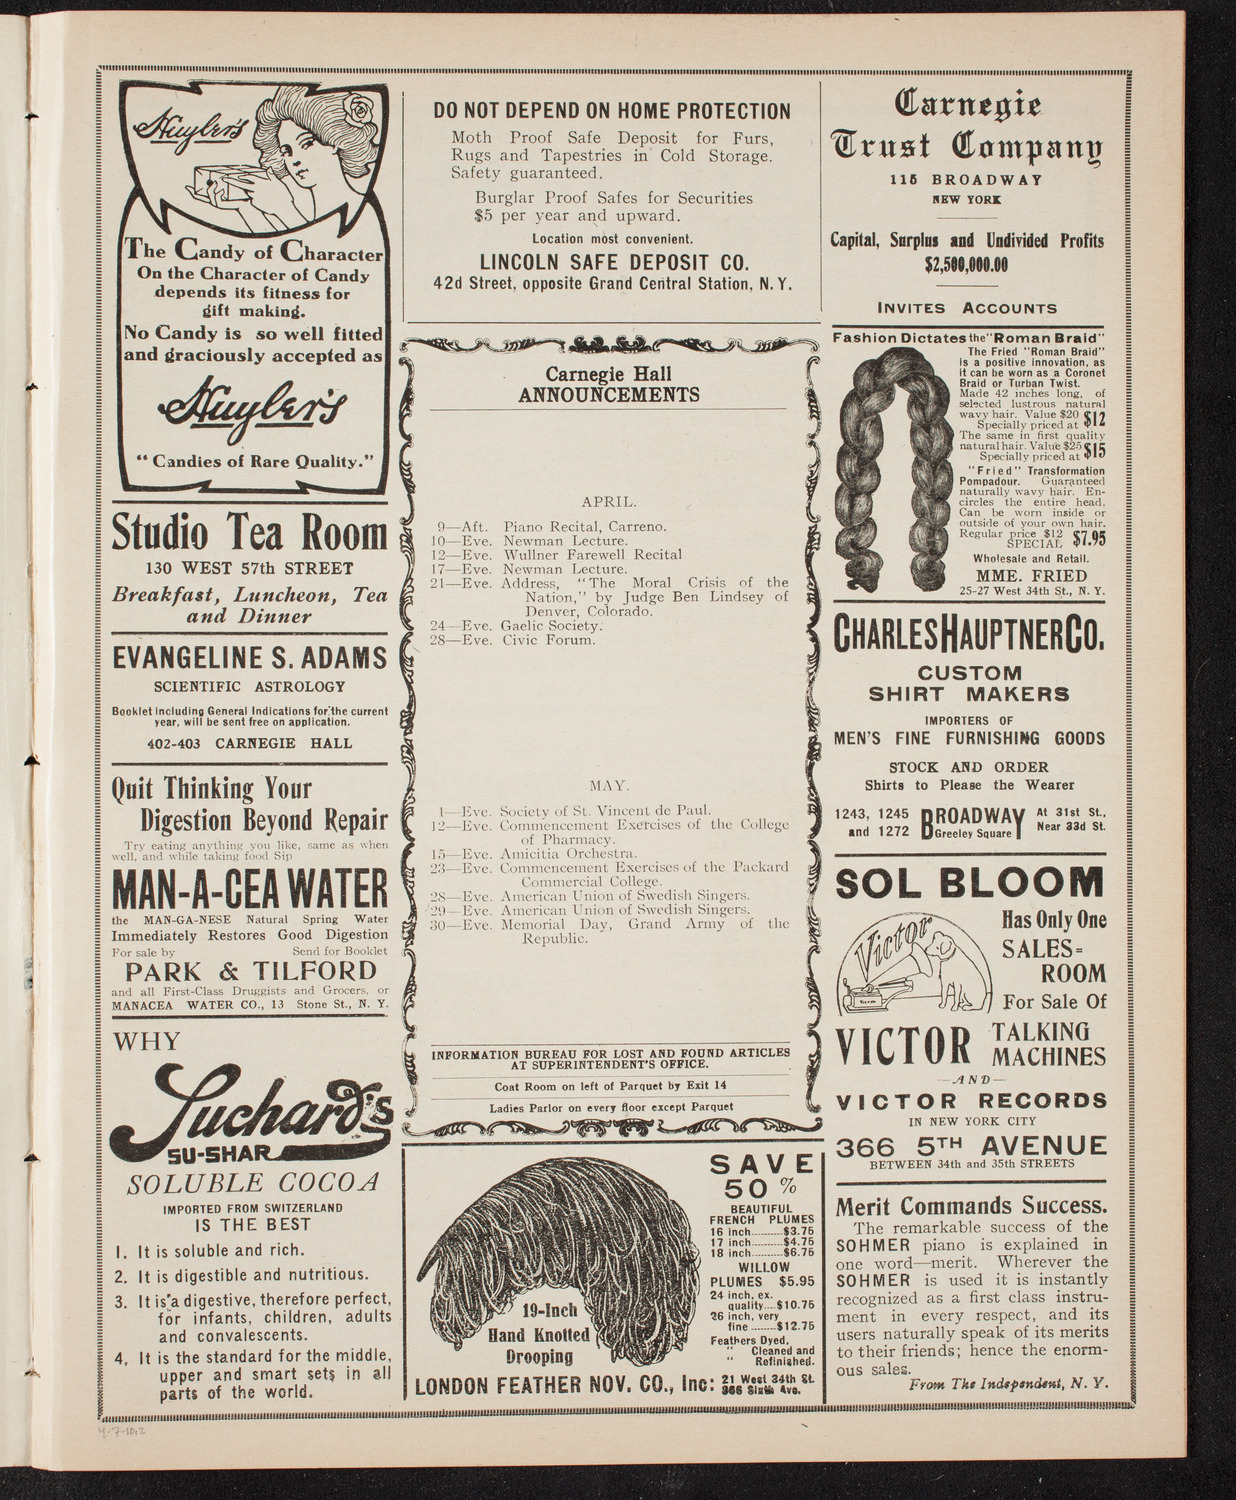 Huyler's
The Candy of Character
On the Character of Candy
depends its fitness for
gift making.
No Candy is so well fitted
and graciously accepted as
Huyler's
"Candies of Rare Quality."
Studio Tea Room
130 WEST 57th STREET
Breakfast, Luncheon, Tea
and Dinner
EVANGELINE S. ADAMS
SCIENTIFIC ASTROLOGY
Booklet including General Indications for the current
year, will be sent free on application.
402-403 CARNEGIE HALL
Quit Thinking Your
Digestion Beyond Repair
Try eating anything you like, same as when
well, and while taking food Sip
MAN-A-CEA WATER
the MAN-GA-NESE Natural Spring Water
Immediately Restores Good Digestion
For sale by Send for Booklet
PARK & TILFORD
and all First-Class Druggists and Grocers, or
MANACEA WATER CO., 13 Stone St., N. Y.
WHY
Suchard's
SU-SHAR
SOLUBLE COCOA
IMPORTED FROM SWITZERLAND
IS THE BEST
1. It is soluble and rich.
2. It is digestible and nutritious.
3. It is a digestive, therefore perfect,
for infants, children, adults
and convalescents.
4. It is the standard for the middle,
upper and smart sets in all
parts of the world.
DO NOT DEPEND ON HOME PROTECTION
Moth Proof Safe Deposit for Furs,
Rugs and Tapestries in Cold Storage.
Safety guaranteed.
Burglar Proof Safes for Securities
$5 per year and upward.
Location most convenient.
LINCOLN SAFE DEPOSIT CO.
42d Street, opposite Grand Central Station, N. Y.
Carnegie Hall
ANNOUNCEMENTS
APRIL.
9—Aft. Piano Recital, Carreno.
10—Eve. Newman Lecture.
12—Eve. Wullner Farewell Recital
17—Eve. Newman Lecture.
21—Eve. Address, "The Moral Crisis of the
Nation," by Judge Ben Lindsey of
Denver, Colorado.
24—Eve. Gaelic Society.
28—Eve. Civic Forum.
MAY.
1—Eve. Society of St. Vincent de Paul.
12—Eve. Commencement Exercises of the College
of Pharmacy.
15—Eve. Amicitia Orchestra.
23—Eve. Commencement Exercises of the Packard
Commercial College.
28—Eve. American Union of Swedish Singers.
29—Eve. American Union of Swedish Singers.
30—Eve. Memorial Day, Grand Army of the
Republic.
INFORMATION BUREAU FOR LOST AND FOUND ARTICLES
AT SUPERINTENDENT'S OFFICE.
Coat Room on left of Parquet by Exit 14
Ladies Parlor on every floor except Parquet
19-Inch
Hand Knotted
Drooping
SAVE
50%
BEAUTIFUL
FRENCH PLUMES
16 inch..........$3.75
17 inch..........$4.75
18 inch..........$6.75
WILLOW
PLUMES $5.95
24 inch, ex.
quality....$10.75
26 inch, very
fine ........$12.75
Feathers Dyed,
" Cleaned and
" Refinished.
LONDON FEATHER NOV. CO., Inc: 21 West 34th St.
366 Sixth Ave.
Carnegie
Trust Company
115 BROADWAY
NEW YORK
Capital, Surplus and Undivided Profits
$2,500,000.00
INVITES ACCOUNTS
Fashion Dictates the "Roman Braid"
The Fried "Roman Braid"
is a positive innovation, as
it can be worn as a Coronet
Braid or Turban Twist.
Made 42 inches long, of
selected lustrous natural
wavy hair. Value $20
Specially priced at $12
The same in first quality
natural hair. Value $25
Specially priced at $15
"Fried" Transformation
Pompadour. Guaranteed
naturally wavy hair. En-
circles the entire head.
Can be worn inside or
outside of your own hair.
Regular price $12
SPECIAL $7.95
Wholesale and Retail.
MME. FRIED
25-27 West 34th St., N. Y.
CHARLES HAUPTNER CO.
CUSTOM
SHIRT MAKERS
IMPORTERS OF
MEN'S FINE FURNISHING GOODS
STOCK AND ORDER
Shirts to Please the Wearer
1243, 1245 and 1272 BROADWAY Greeley Square At 31st St., Near 33d St.
SOL BLOOM
Victor
Victor
Has Only One
SALES=
ROOM
For Sale Of
VICTOR TALKING MACHINES
—AND—
VICTOR RECORDS
IN NEW YORK CITY
366 5TH AVENUE
BETWEEN 34th and 35th STREETS
Merit Commands Success.
The remarkable success of the
SOHMER piano is explained in
one word—merit. Wherever the
SOHMER is used it is instantly
recognized as a first class instru-
ment in every respect, and its
users naturally speak of its merits
to their friends; hence the enorm-
ous sales.
From The Independent, N. Y.